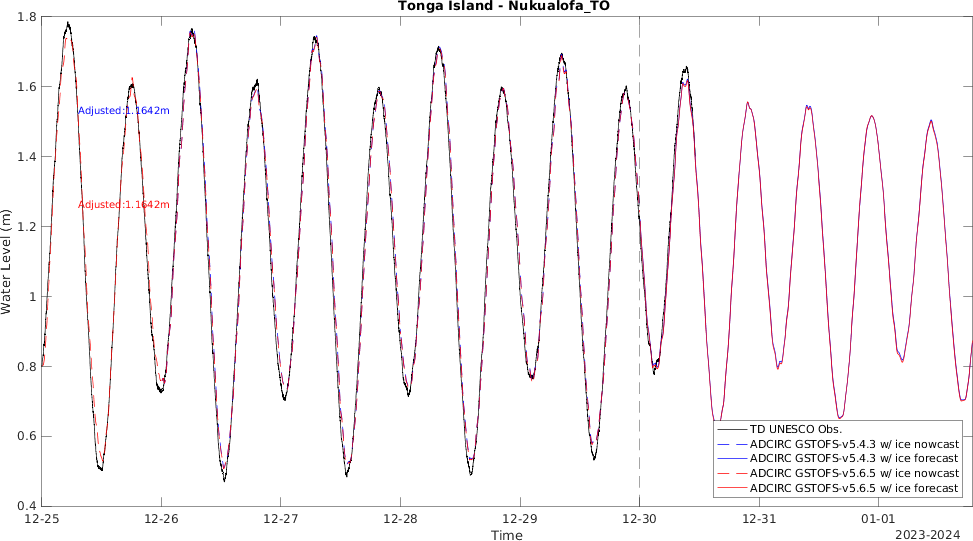 Tonga Island - Nukualofa_TO
1.8
1.6
1.4
1.2
1
0.8
0.6
0.4
Water Level (m)
Adjusted:1.1642m
Adjusted:1.1642m
TD UNESCO Obs.
ADCIRC GSTOFS-v5.4.3 w/ ice nowcast
ADCIRC GSTOFS-v5.4.3 w/ ice forecast
ADCIRC GSTOFS-v5.6.5 w/ ice nowcast
ADCIRC GSTOFS-v5.6.5 w/ ice forecast
12-25 12-26 12-27 12-28 12-29 12-30 12-31 01-01
Time
2023-2024